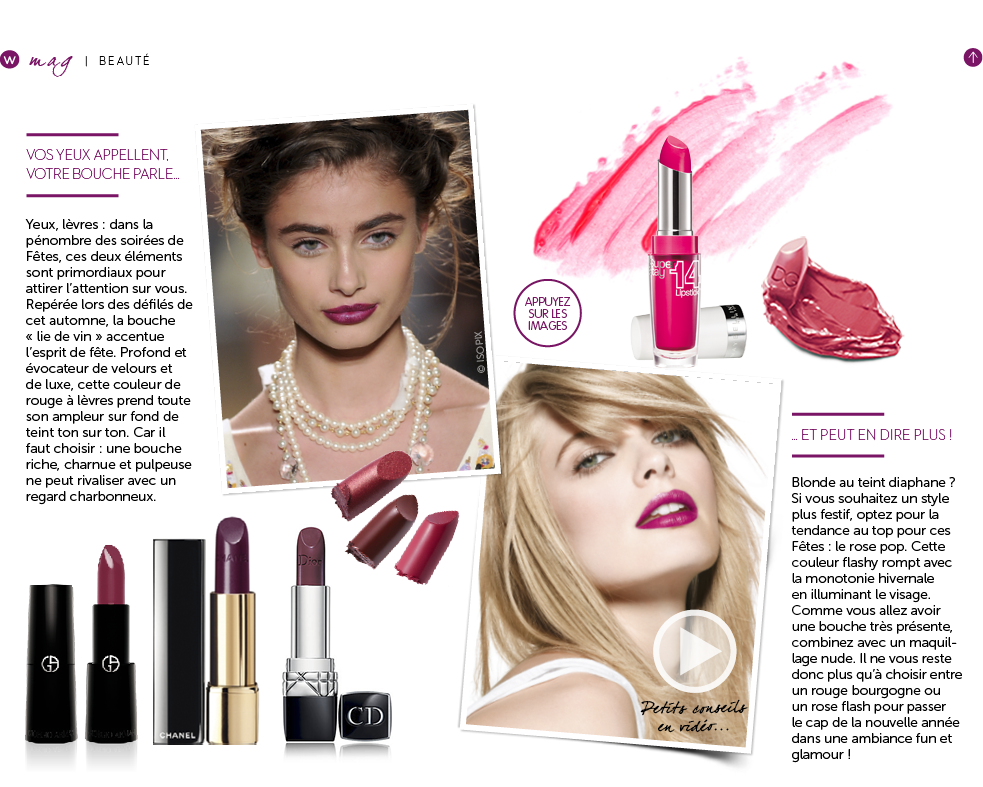 W mag | BEAUTÉ
VOS YEUX APPELLENT,
VOTRE BOUCHE PARLE...
Yeux, lèvres : dans la
pénombre des soirées de
Fêtes, ces deux éléments
sont primordiaux pour
attirer l'attention sur vous.
Repérée lors des défilés de
cet automne, la bouche
« lie de vin » accentue
l'esprit de fête. Profond et
évocateur de velours et
de luxe, cette couleur de
rouge à lèvres prend toute
son ampleur sur fond de
teint ton sur ton. Car il
faut choisir : une bouche
riche, charnue et pulpeuse
ne peut rivaliser avec un
regard charbonneux.
© ISOPIX
APPUYEZ
SUR LES
IMAGES
14
Lipstick
CHANEL
Dior
CD
Petits conseils
en vidéo...
... ET PEUT EN DIRE PLUS !
Blonde au teint diaphane ?
Si vous souhaitez un style
plus festif, optez pour la
tendance au top pour ces
Fêtes : le rose pop. Cette
couleur flashy rompt avec
la monotonie hivernale
en illuminant le visage.
Comme vous allez avoir
une bouche très présente,
combinez avec un maquil-
lage nude. Il ne vous reste
donc plus qu'à choisir entre
un rouge bourgogne ou
un rose flash pour passer
le cap de la nouvelle année
dans une ambiance fun et
glamour !